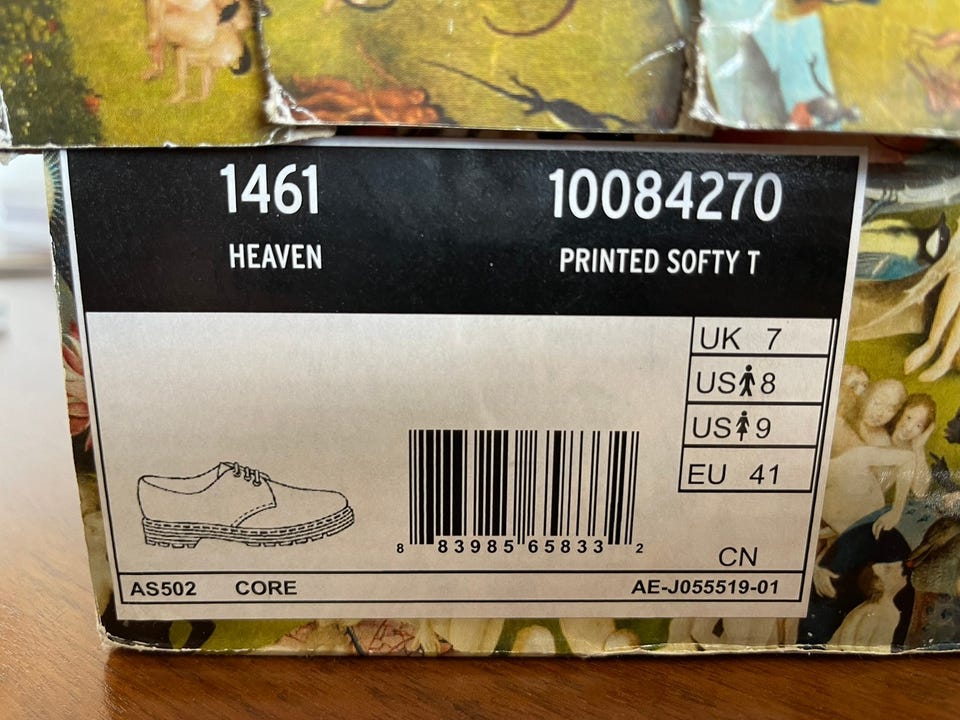 1461 10084270
HEAVEN PRINTED SOFTY T
UK 7
US 8
US 9
EU 41
8 83985 65833 2
CN
AS502 CORE AE-J055519-01